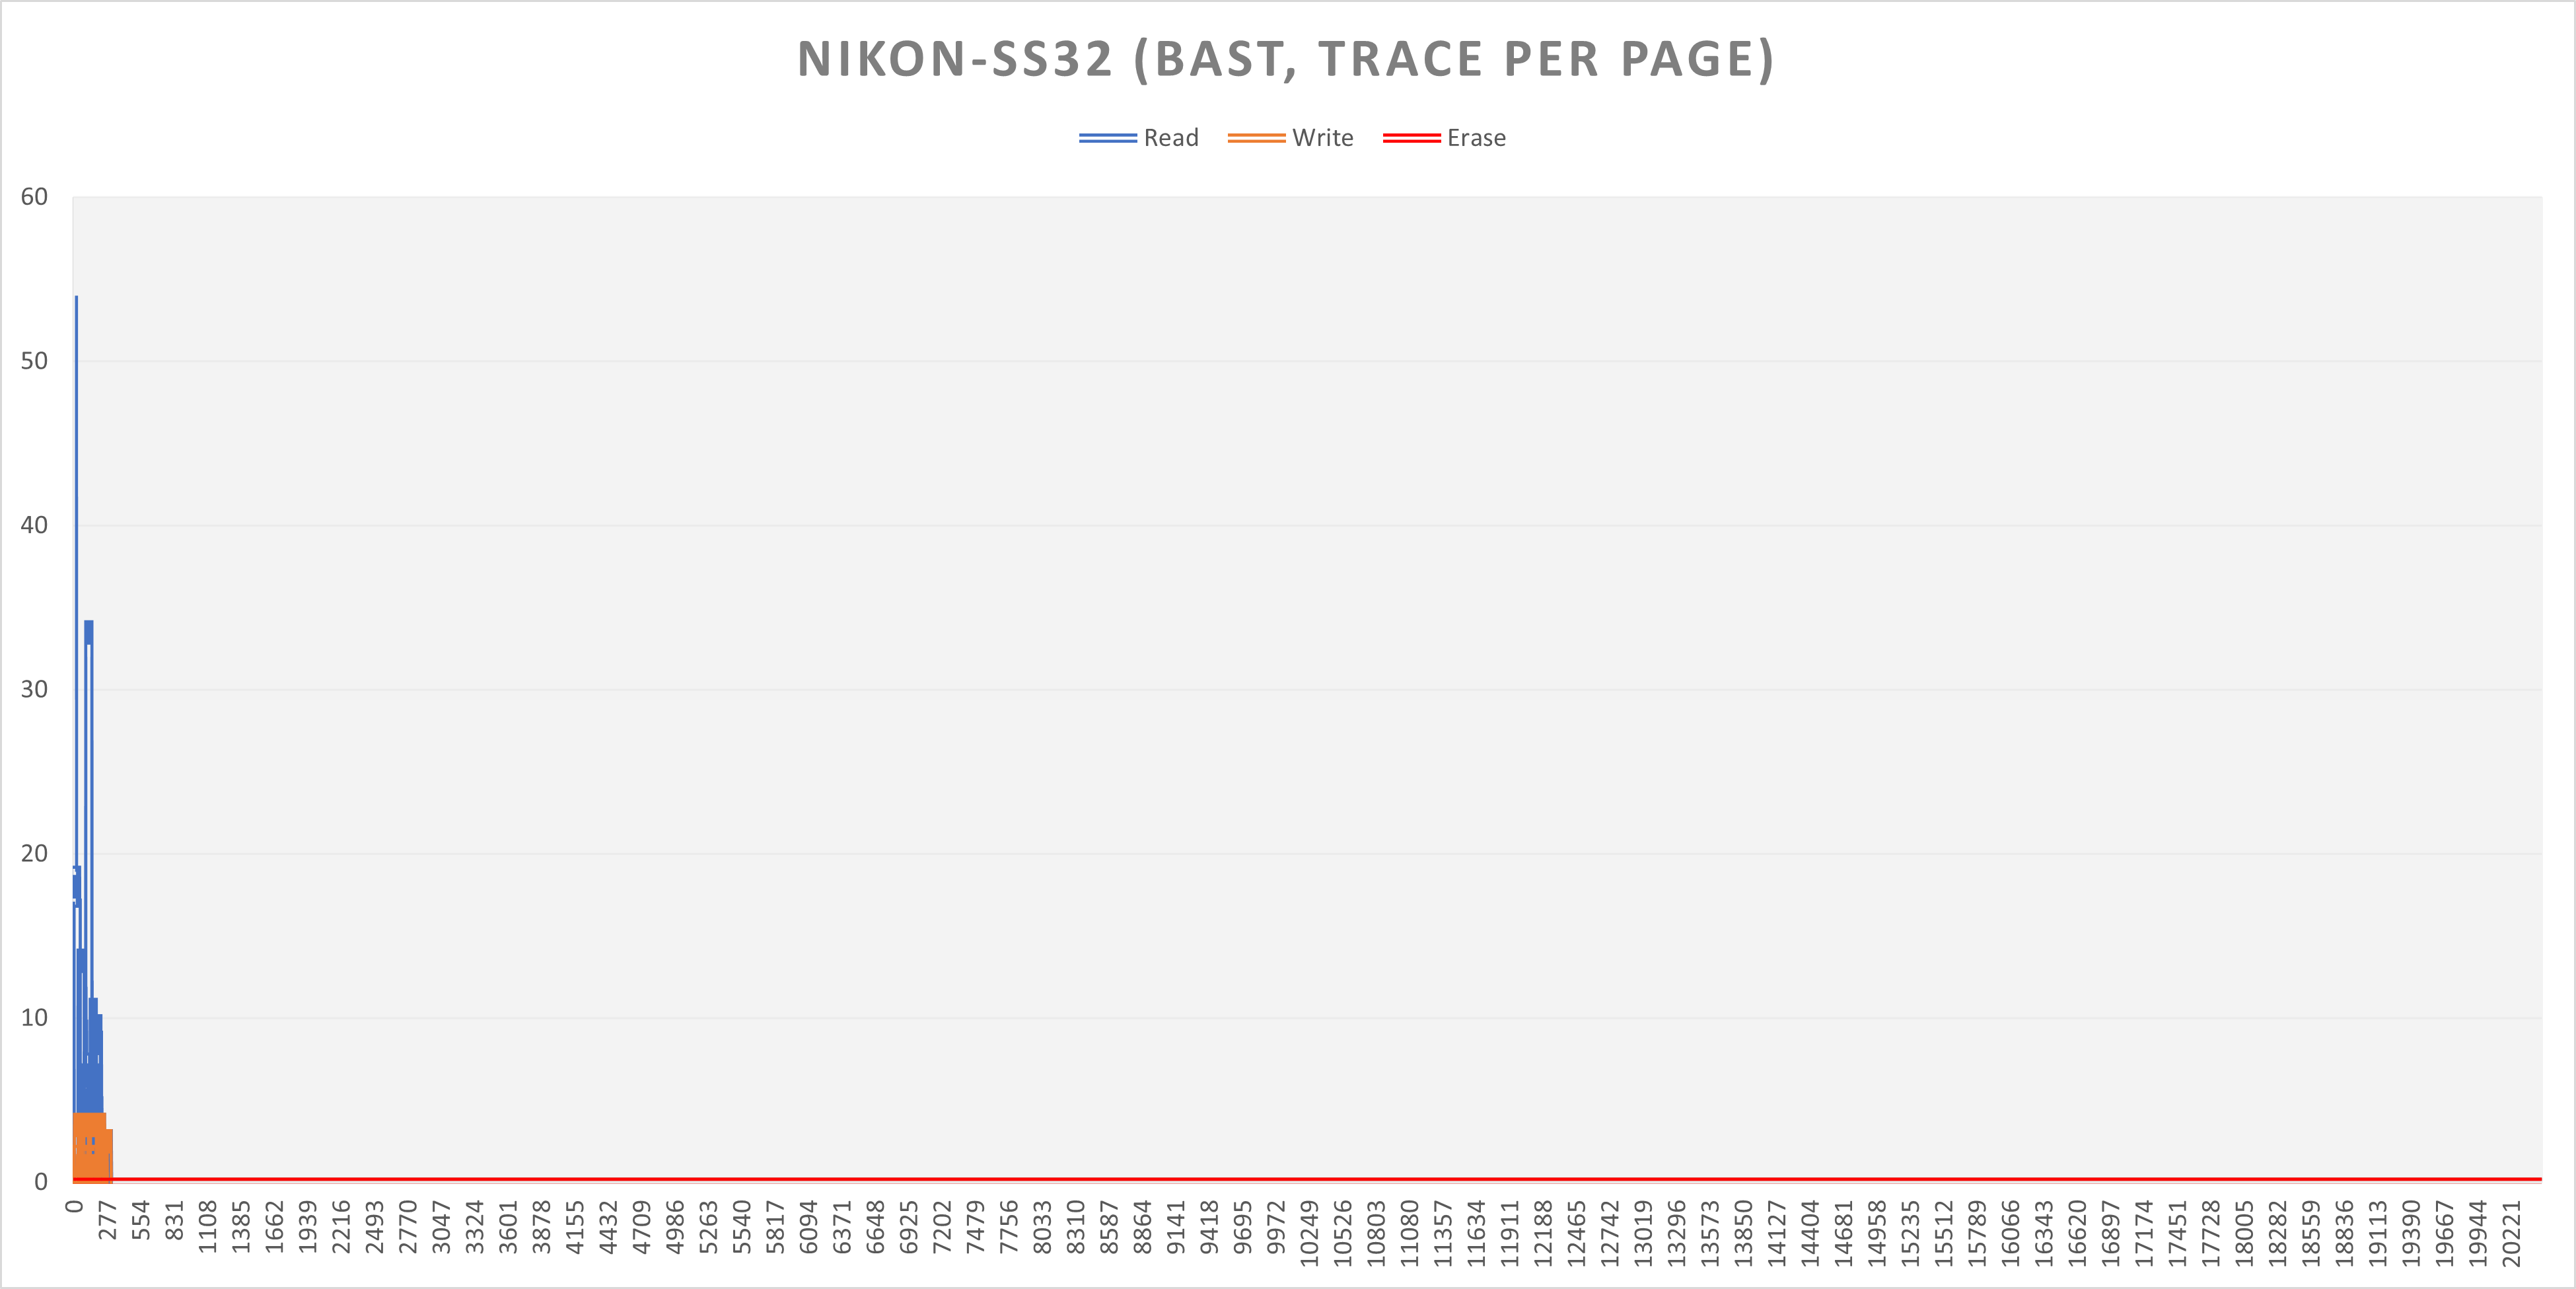 NIKON-SS32 (BAST, TRACE PER PAGE)
Read Write Erase
60
50
40
30
20
10
0
0 277 554 831 1108 1385 1662 1939 2216 2493 2770 3047 3324 3601 3878 4155 4432 4709 4986 5263 5540 5817 6094 6371 6648 6925 7202 7479 7756 8033 8310 8587 8864 9141 9418 9695 9972 10249 10526 10803 11080 11357 11634 11911 12188 12465 12742 13019 13296 13573 13850 14127 14404 14681 14958 15235 15512 15789 16066 16343 16620 16897 17174 17451 17728 18005 18282 18559 18836 19113 19390 19667 19944 20221